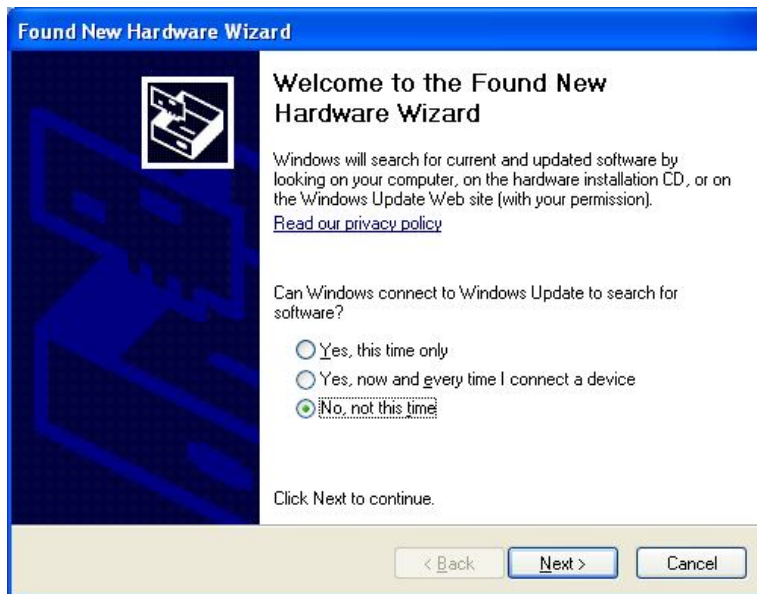 Found New Hardware Wizard
Welcome to the Found New
Hardware Wizard
Windows will search for current and updated software by
looking on your computer, on the hardware installation CD, or on
the Windows Update Web site (with your permission).
Read our privacy policy
Can Windows connect to Windows Update to search for
software?
Yes, this time only
Yes, now and every time I connect a device
No, not this time
Click Next to continue.
< Back Next > Cancel